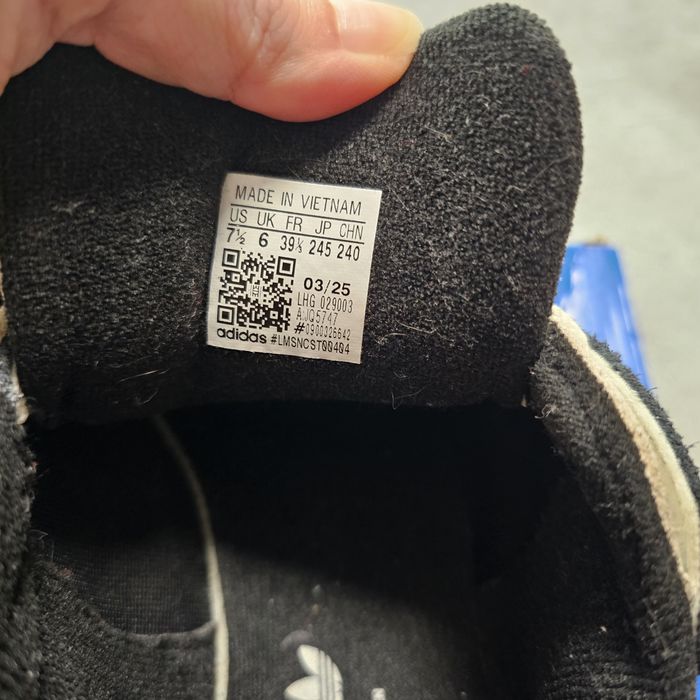 MADE IN VIETNAM
US UK FR JP CHN
7½ 6 39⅓ 245 240
03/25
LHG 029003
A:JQ5747
#0900326642
adidas #LMSNCST00404